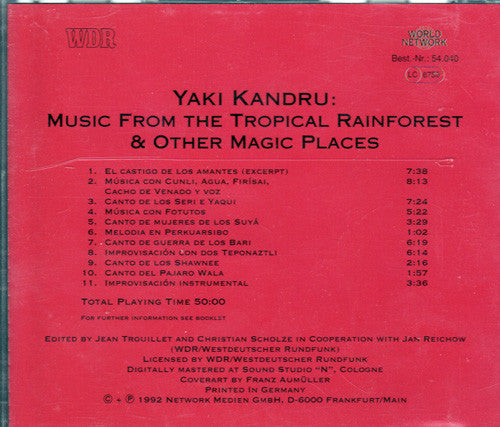 WDR
WORLD
NETWORK
Best.-Nr.: 54.040
LC 6759
YAKI KANDRU:
MUSIC FROM THE TROPICAL RAINFOREST
& OTHER MAGIC PLACES
1. EL CASTIGO DE LOS AMANTES (EXCERPT) 7:38
2. MÚSICA CON CUNLI, AGUA, FIRÍSAI,
CACHO DE VENADO Y VOZ 8:13
3. CANTO DE LOS SERI E YAQUI 7:24
4. MÚSICA CON FOTUTOS 5:22
5. CANTO DE MUJERES DE LOS SUYÁ 3:29
6. MELODIA EN PERKUARSIBO 1:02
7. CANTO DE GUERRA DE LOS BARI 6:19
8. IMPROVISACIÓN CON DOS TEPONAZTLI 6:14
9. CANTO DE LOS SHAWNEE 2:16
10. CANTO DEL PAJARO WALA 1:57
11. IMPROVISACIÓN INSTRUMENTAL 3:36
TOTAL PLAYING TIME 50:00
FOR FURTHER INFORMATION SEE BOOKLET
EDITED BY JEAN TROUILLET AND CHRISTIAN SCHOLZE IN COOPERATION WITH JAN REICHOW
(WDR/WESTDEUTSCHER RUNDFUNK)
LICENSED BY WDR/WESTDEUTSCHER RUNDFUNK
DIGITALLY MASTERED AT SOUND STUDIO "N", COLOGNE
COVERART BY FRANZ AUMÜLLER
PRINTED IN GERMANY
© + ℗ 1992 NETWORK MEDIEN GMBH, D-6000 FRANKFURT/MAIN